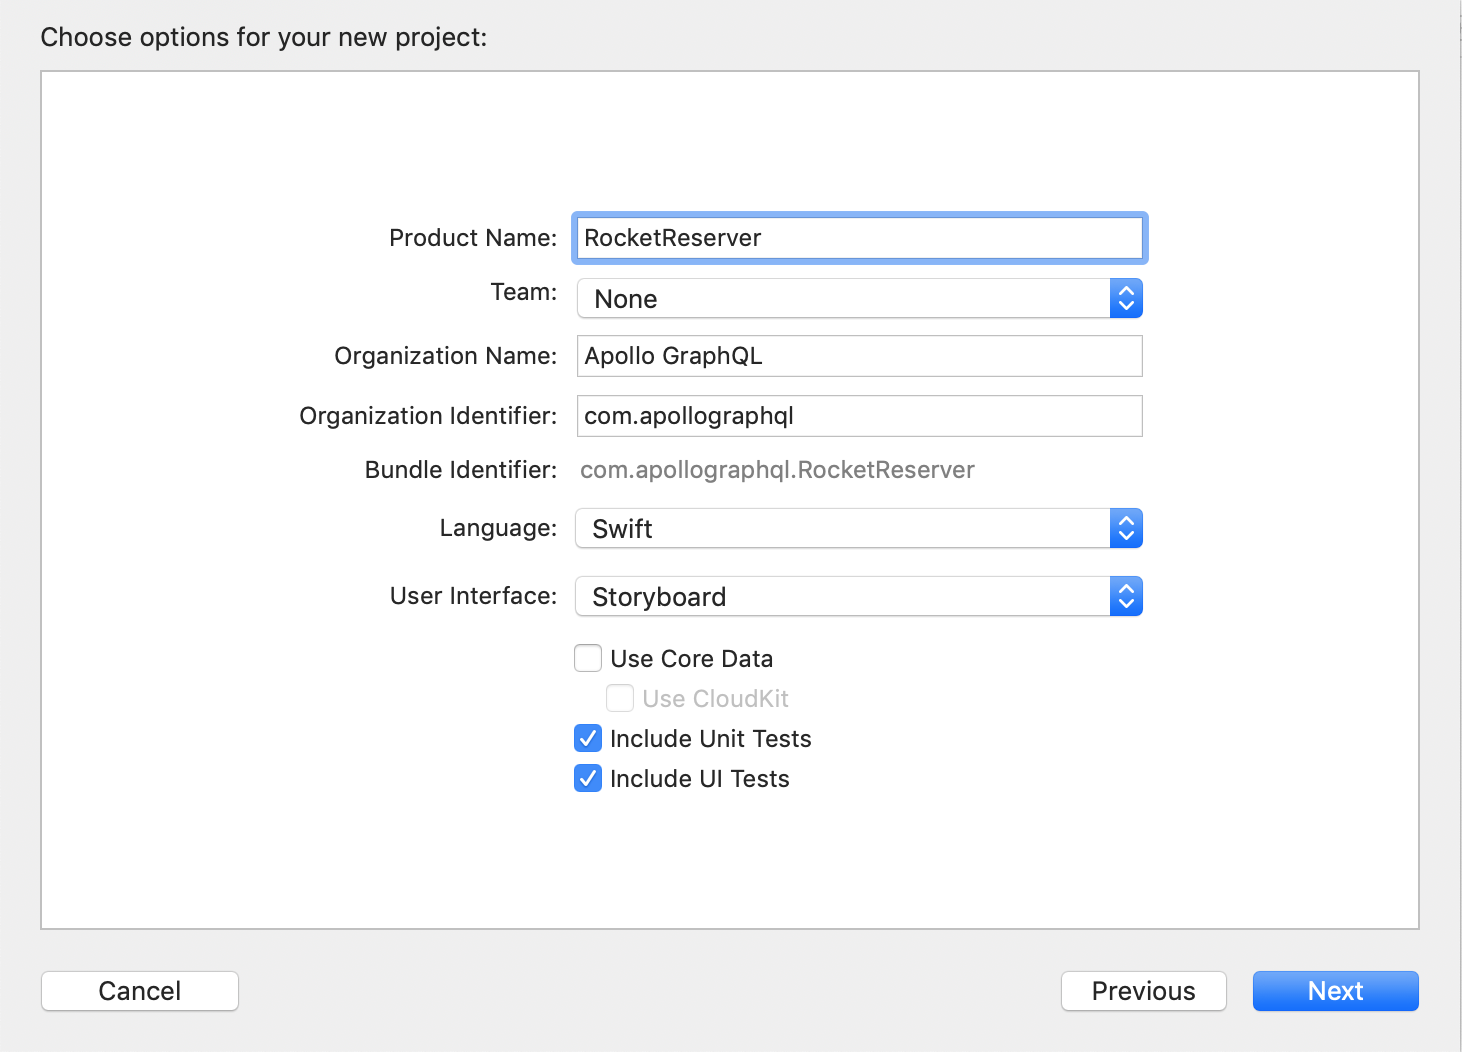 Choose options for your new project:
Product Name: RocketReserver
Team: None
Organization Name: Apollo GraphQL
Organization Identifier: com.apollographql
Bundle Identifier: com.apollographql.RocketReserver
Language: Swift
User Interface: Storyboard
Use Core Data
Use CloudKit
Include Unit Tests
Include UI Tests
Cancel Previous Next